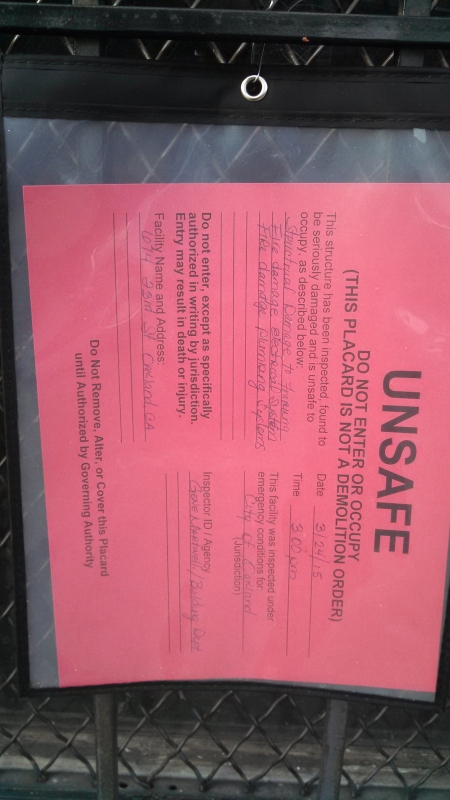 UNSAFE
DO NOT ENTER OR OCCUPY
(THIS PLACARD IS NOT A DEMOLITION ORDER)
This structure has been inspected, found to
be seriously damaged and is unsafe to
occupy, as described below:
Structural Damage to framing
Fire damage electrical system
Fire damage plumbing systems
Do not enter, except as specifically
authorized in writing by jurisdiction.
Entry may result in death or injury.
Facility Name and Address:
23rd St Oakland CA
Date 3/24/15
Time 3:00 pm
This facility was inspected under
emergency conditions for
City of Oakland
(Jurisdiction)
Inspector ID / Agency
Martinell / Building Dept
Do Not Remove, Alter, or Cover this Placard
until Authorized by Governing Authority